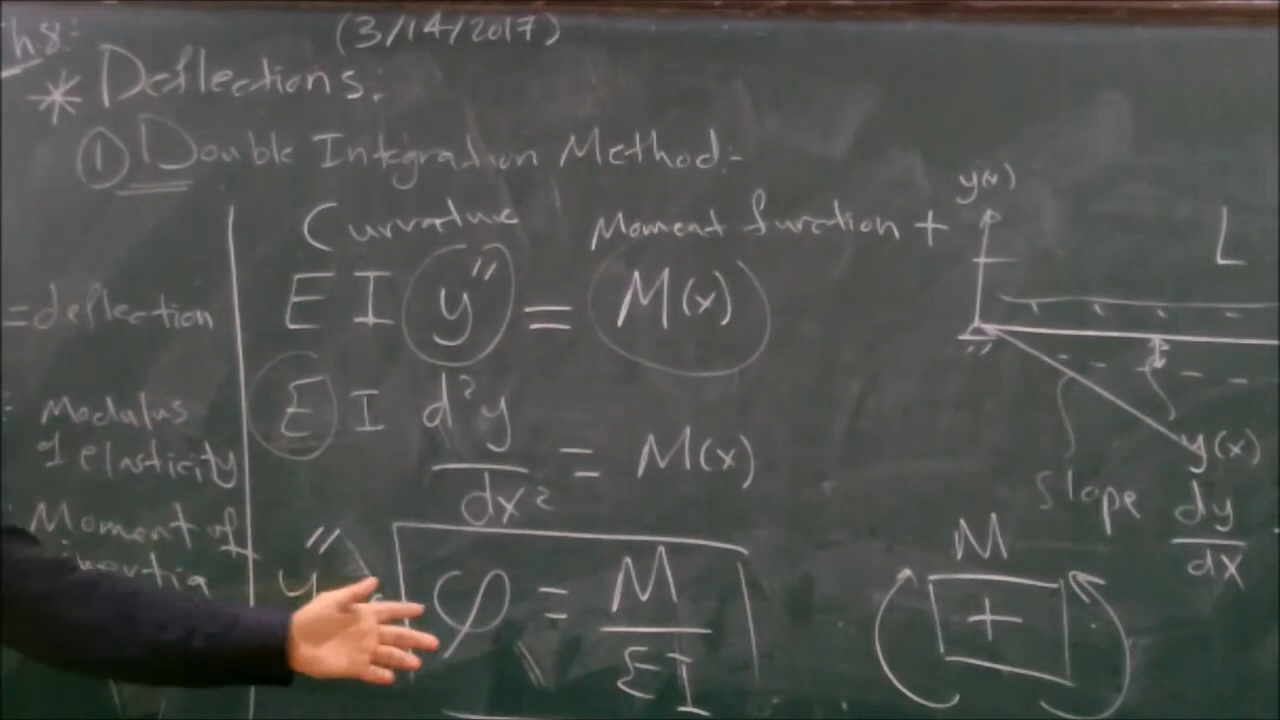 (3/14/2017)
* Deflections:
① Double Integration Method:-
Curvature
Moment function +
E I y'' = M(x)
= deflection
E I d²y/dx² = M(x)
Modulus
of elasticity
Moment of
y''
φ = M/EI
y(x)
L
y(x)
slope dy/dx
M
+